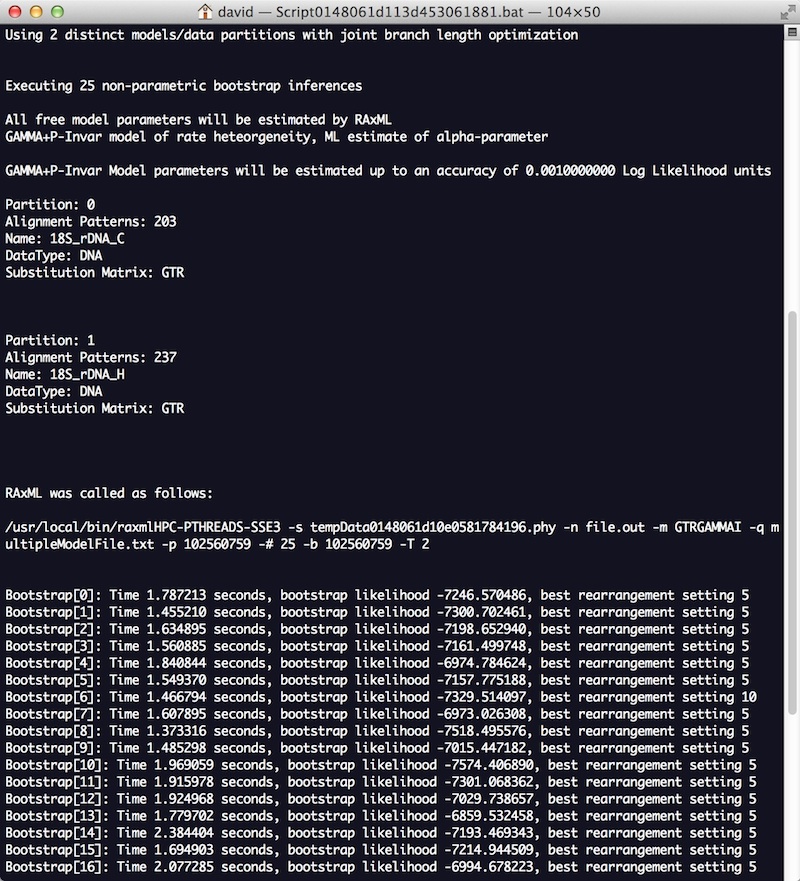 david — Script0148061d113d453061881.bat — 104×50
Using 2 distinct models/data partitions with joint branch length optimization
Executing 25 non-parametric bootstrap inferences
All free model parameters will be estimated by RAxML
GAMMA+P-Invar model of rate heteorgeneity, ML estimate of alpha-parameter
GAMMA+P-Invar Model parameters will be estimated up to an accuracy of 0.0010000000 Log Likelihood units
Partition: 0
Alignment Patterns: 203
Name: 18S_rDNA_C
DataType: DNA
Substitution Matrix: GTR
Partition: 1
Alignment Patterns: 237
Name: 18S_rDNA_H
DataType: DNA
Substitution Matrix: GTR
RAxML was called as follows:
/usr/local/bin/raxmlHPC-PTHREADS-SSE3 -s tempData0148061d10e0581784196.phy -n file.out -m GTRGAMMAI -q m
ultipleModelFile.txt -p 102560759 -# 25 -b 102560759 -T 2
Bootstrap[0]: Time 1.787213 seconds, bootstrap likelihood -7246.570486, best rearrangement setting 5
Bootstrap[1]: Time 1.455210 seconds, bootstrap likelihood -7300.702461, best rearrangement setting 5
Bootstrap[2]: Time 1.634895 seconds, bootstrap likelihood -7198.652940, best rearrangement setting 5
Bootstrap[3]: Time 1.560885 seconds, bootstrap likelihood -7161.499748, best rearrangement setting 5
Bootstrap[4]: Time 1.840844 seconds, bootstrap likelihood -6974.784624, best rearrangement setting 5
Bootstrap[5]: Time 1.549370 seconds, bootstrap likelihood -7157.775188, best rearrangement setting 5
Bootstrap[6]: Time 1.466794 seconds, bootstrap likelihood -7329.514097, best rearrangement setting 10
Bootstrap[7]: Time 1.607895 seconds, bootstrap likelihood -6973.026308, best rearrangement setting 5
Bootstrap[8]: Time 1.373316 seconds, bootstrap likelihood -7518.495576, best rearrangement setting 5
Bootstrap[9]: Time 1.485298 seconds, bootstrap likelihood -7015.447182, best rearrangement setting 5
Bootstrap[10]: Time 1.969059 seconds, bootstrap likelihood -7574.406890, best rearrangement setting 5
Bootstrap[11]: Time 1.915978 seconds, bootstrap likelihood -7301.068362, best rearrangement setting 5
Bootstrap[12]: Time 1.924968 seconds, bootstrap likelihood -7029.738657, best rearrangement setting 5
Bootstrap[13]: Time 1.779702 seconds, bootstrap likelihood -6859.532458, best rearrangement setting 5
Bootstrap[14]: Time 2.384404 seconds, bootstrap likelihood -7193.469343, best rearrangement setting 5
Bootstrap[15]: Time 1.694903 seconds, bootstrap likelihood -7214.944509, best rearrangement setting 5
Bootstrap[16]: Time 2.077285 seconds, bootstrap likelihood -6994.678223, best rearrangement setting 5